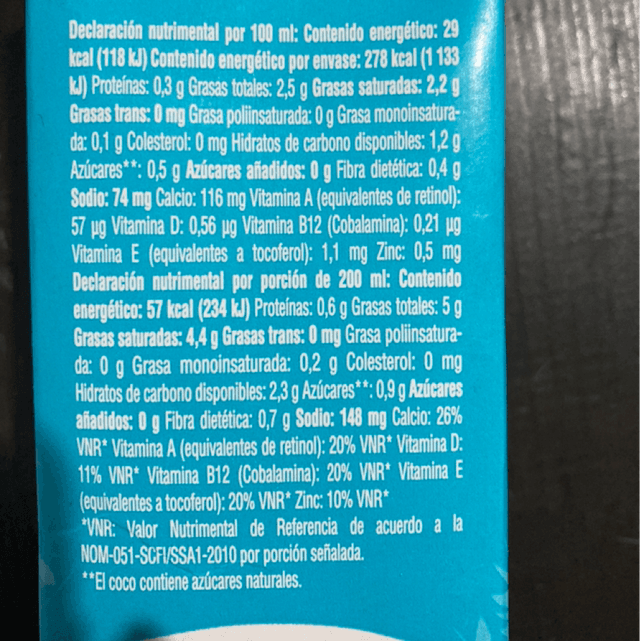 Declaración nutrimental por 100 ml: Contenido energético: 29
kcal (118 kJ) Contenido energético por envase: 278 kcal (1 133
kJ) Proteínas: 0,3 g Grasas totales: 2,5 g Grasas saturadas: 2,2 g
Grasas trans: 0 mg Grasa poliinsaturada: 0 g Grasa monoinsatura-
da: 0,1 g Colesterol: 0 mg Hidratos de carbono disponibles: 1,2 g
Azúcares**: 0,5 g Azúcares añadidos: 0 g Fibra dietética: 0,4 g
Sodio: 74 mg Calcio: 116 mg Vitamina A (equivalentes de retinol):
57 µg Vitamina D: 0,56 µg Vitamina B12 (Cobalamina): 0,21 µg
Vitamina E (equivalentes a tocoferol): 1,1 mg Zinc: 0,5 mg
Declaración nutrimental por porción de 200 ml: Contenido
energético: 57 kcal (234 kJ) Proteínas: 0,6 g Grasas totales: 5 g
Grasas saturadas: 4,4 g Grasas trans: 0 mg Grasa poliinsatura-
da: 0 g Grasa monoinsaturada: 0,2 g Colesterol: 0 mg
Hidratos de carbono disponibles: 2,3 g Azúcares**: 0,9 g Azúcares
añadidos: 0 g Fibra dietética: 0,7 g Sodio: 148 mg Calcio: 26%
VNR* Vitamina A (equivalentes de retinol): 20% VNR* Vitamina D:
11% VNR* Vitamina B12 (Cobalamina): 20% VNR* Vitamina E
(equivalentes a tocoferol): 20% VNR* Zinc: 10% VNR*
*VNR: Valor Nutrimental de Referencia de acuerdo a la
NOM-051-SCFI/SSA1-2010 por porción señalada.
**El coco contiene azúcares naturales.